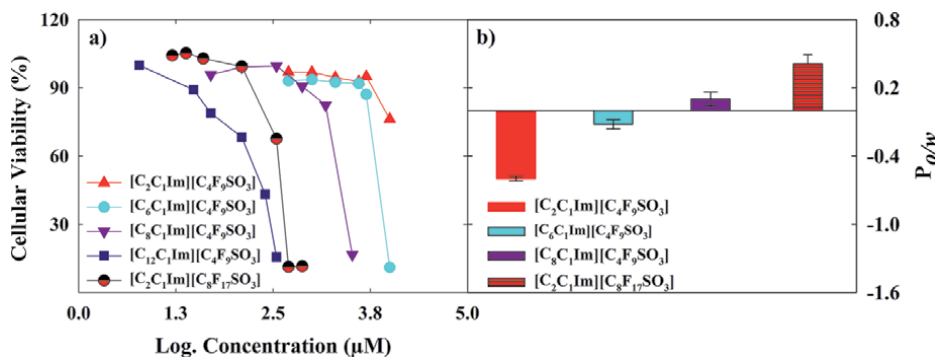 a)
120
90
60
30
Cellular Viability (%)
[C₂C₁Im][C₄F₉SO₃]
[C₆C₁Im][C₄F₉SO₃]
[C₈C₁Im][C₄F₉SO₃]
[C₁₂C₁Im][C₄F₉SO₃]
[C₂C₁Im][C₈F₁₇SO₃]
0.0 1.3 2.5 3.8 5.0
Log. Concentration (µM)
b)
[C₂C₁Im][C₄F₉SO₃]
[C₆C₁Im][C₄F₉SO₃]
[C₈C₁Im][C₄F₉SO₃]
[C₂C₁Im][C₈F₁₇SO₃]
0.8
0.2
-0.4
-1.0
-1.6
P₀/w